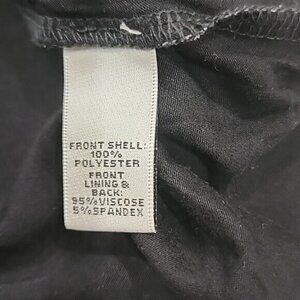 FRONT SHELL:
100%
POLYESTER
FRONT
LINING &
BACK:
95% VISCOSE
5% SPANDEX